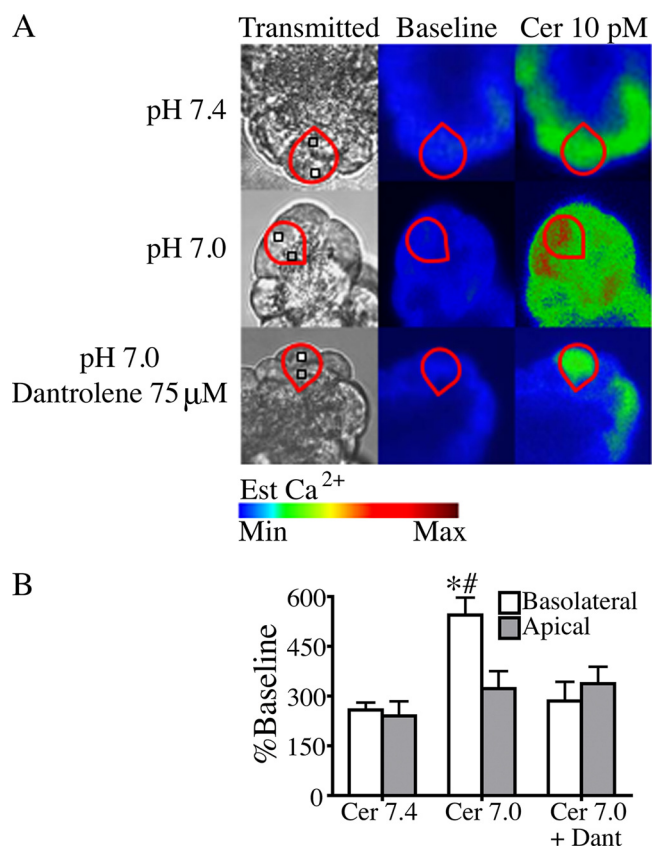 A
Transmitted Baseline Cer 10 pM
pH 7.4
pH 7.0
pH 7.0
Dantrolene 75 μM
Est Ca2+
Min Max
B
*#
Basolateral
Apical
%Baseline
600
450
300
150
0
Cer 7.4 Cer 7.0 Cer 7.0
+ Dant